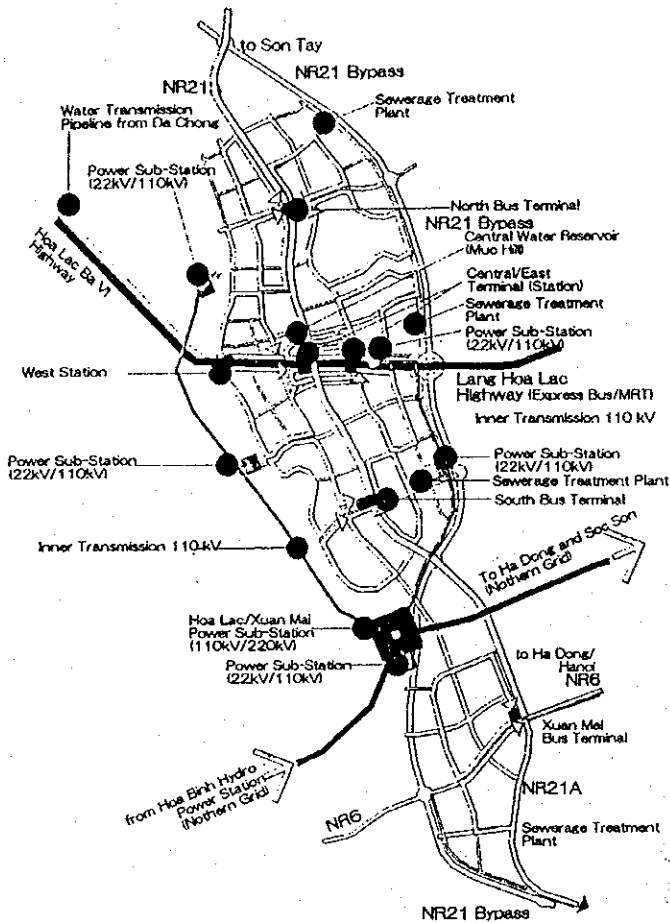 to Son Tay
NR21 Bypass
NR21
Sewerage Treatment
Plant
Water Transmission
Pipeline from Da Chong
Power Sub-Station
(22kV/110kV)
North Bus Terminal
NR21 Bypass
Hoa Lac Ba Vi
Highway
Central Water Reservoir
(Muc Hill)
Central/East
Terminal (Station)
Sewerage Treatment
Plant
Power Sub-Station
(22kV/110kV)
West Station
Lang Hoa Lac
Highway (Express Bus/MRT)
Inner Transmission 110 kV
Power Sub-Station
(22kV/110kV)
Power Sub-Station
(22kV/110kV)
Sewerage Treatment Plant
South Bus Terminal
Inner Transmission 110 kV
To Ha Dong and Soc Son
(Nothern Grid)
Hoa Lac/Xuan Mai
Power Sub-Station
(110kV/220kV)
Power Sub-Station
(22kV/110kV)
to Ha Dong/
Hanoi
NR6
Xuan Mai
Bus Terminal
from Hoa Binh Hydro
Power Station
(Nothern Grid)
NR21A
NR6
Sewerage Treatment
Plant
NR21 Bypass